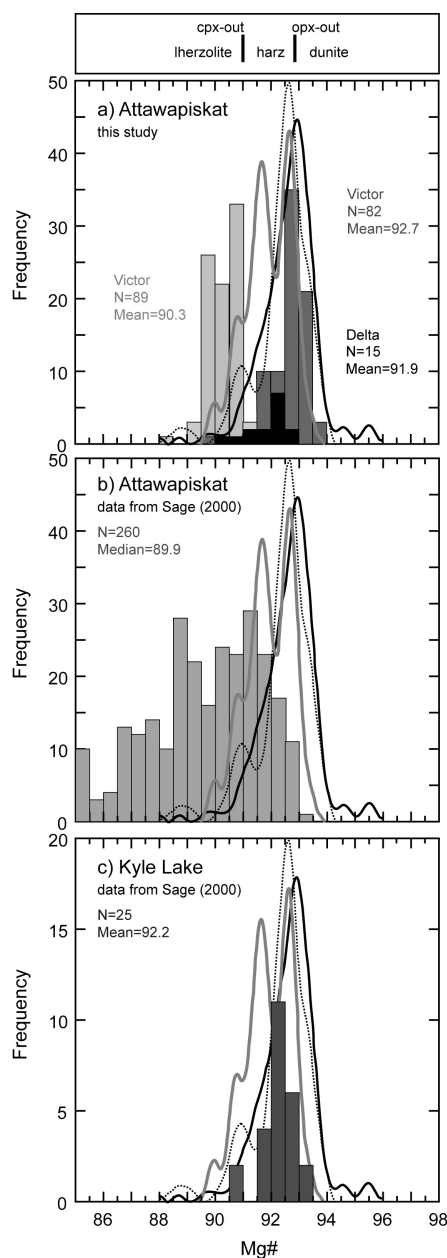 cpx-out opx-out
lherzolite harz dunite
a) Attawapiskat
this study
Victor
N=82
Mean=92.7
Victor
N=89
Mean=90.3
Delta
N=15
Mean=91.9
Frequency
50
40
30
20
10
0
b) Attawapiskat
data from Sage (2000)
N=260
Median=89.9
Frequency
50
40
30
20
10
0
c) Kyle Lake
data from Sage (2000)
N=25
Mean=92.2
Frequency
20
15
10
5
0
86 88 90 92 94 96 98
Mg#